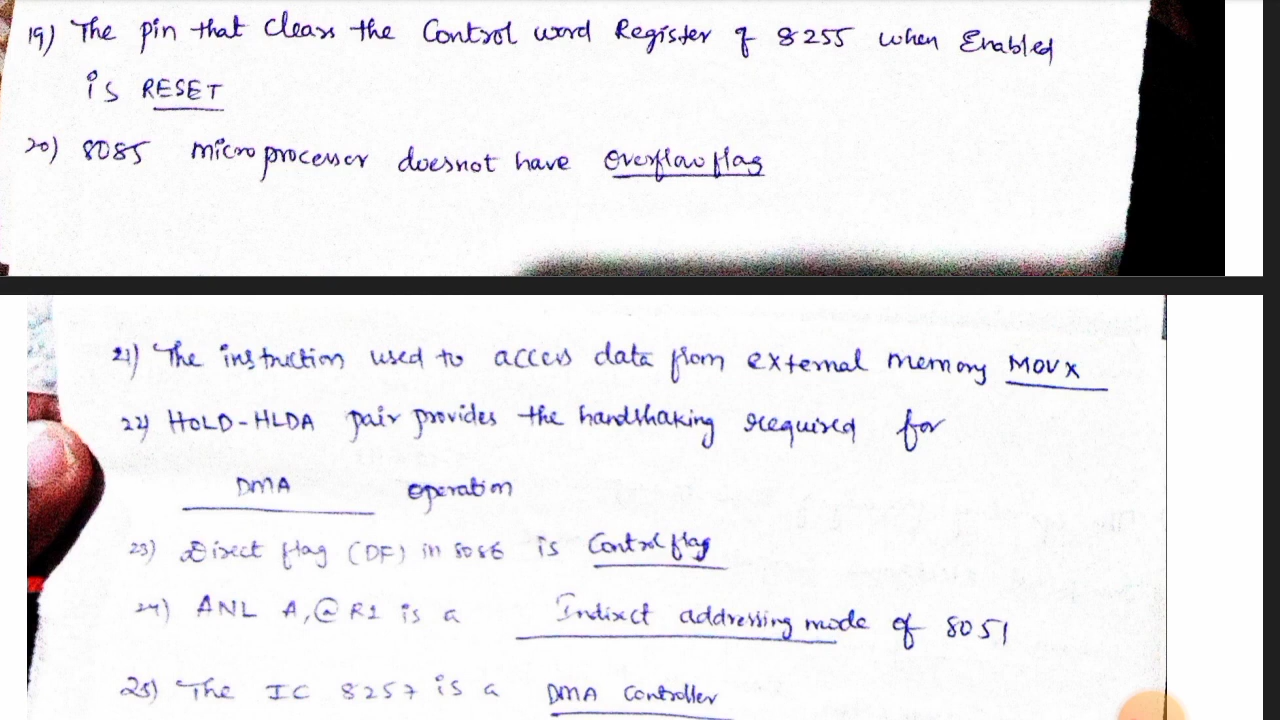 19) The pin that clears the Control word Register of 8255 when Enabled
is RESET
20) 8085 microprocesser doesnot have Overflow flag
21) The instruction used to access data from external memory MOVX
22) HOLD-HLDA pair provides the handshaking required for
DMA operation
23) Direct flag (DF) in 8086 is Control flag
24) ANL A,@R1 is a Indirect addressing mode of 8051
25) The IC 8257 is a DMA Controller